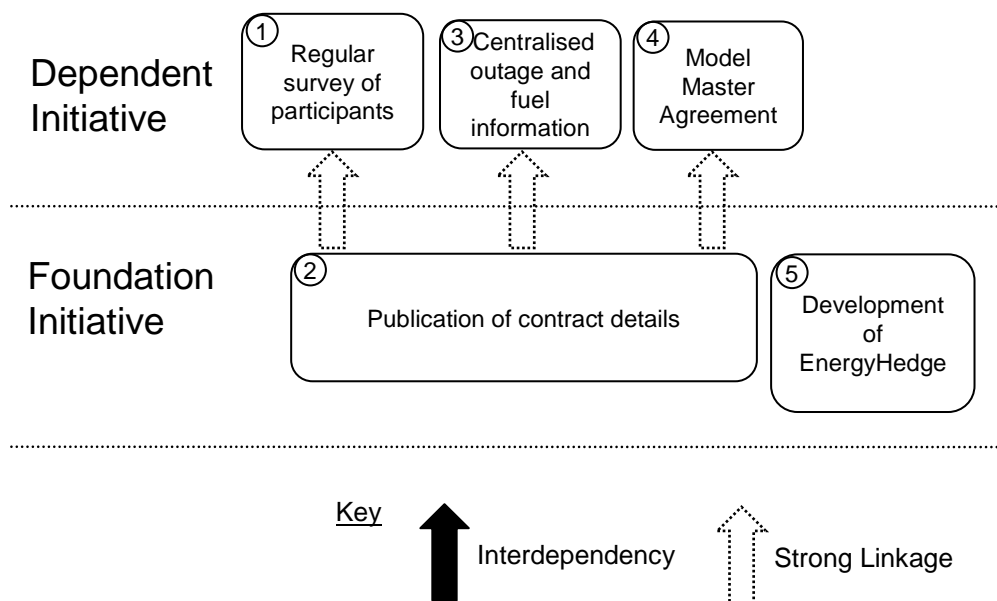 Dependent
Initiative
1
Regular
survey of
participants
3
Centralised
outage and
fuel
information
4
Model
Master
Agreement
Foundation
Initiative
2
Publication of contract details
5
Development
of
EnergyHedge
Key
Interdependency
Strong Linkage